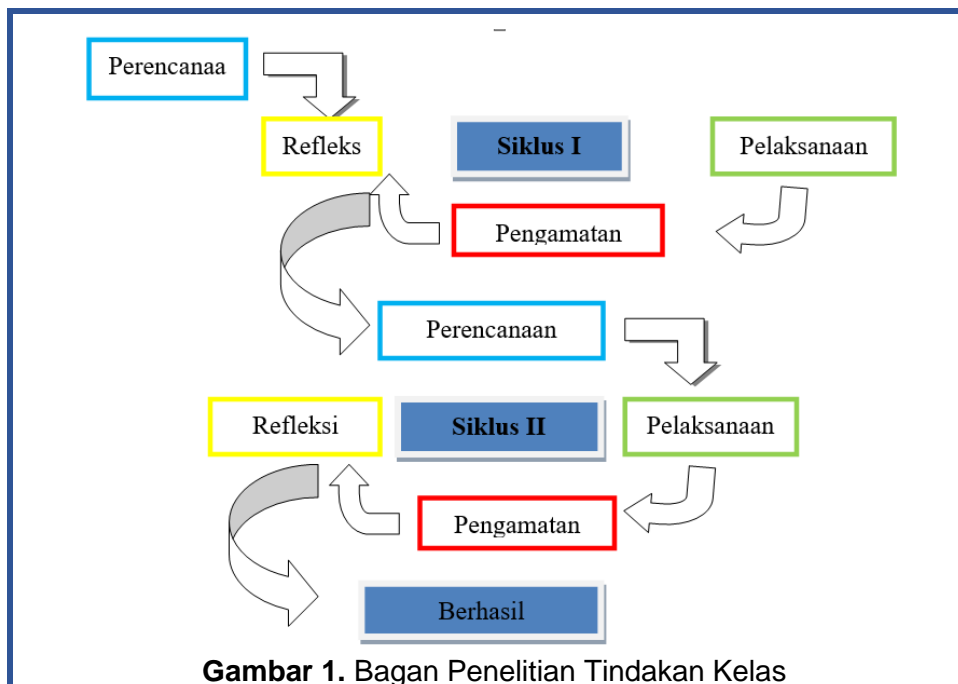 Perencanaa
Refleks
Siklus I
Pelaksanaan
Pengamatan
Perencanaan
Refleksi
Siklus II
Pelaksanaan
Pengamatan
Berhasil
Gambar 1. Bagan Penelitian Tindakan Kelas